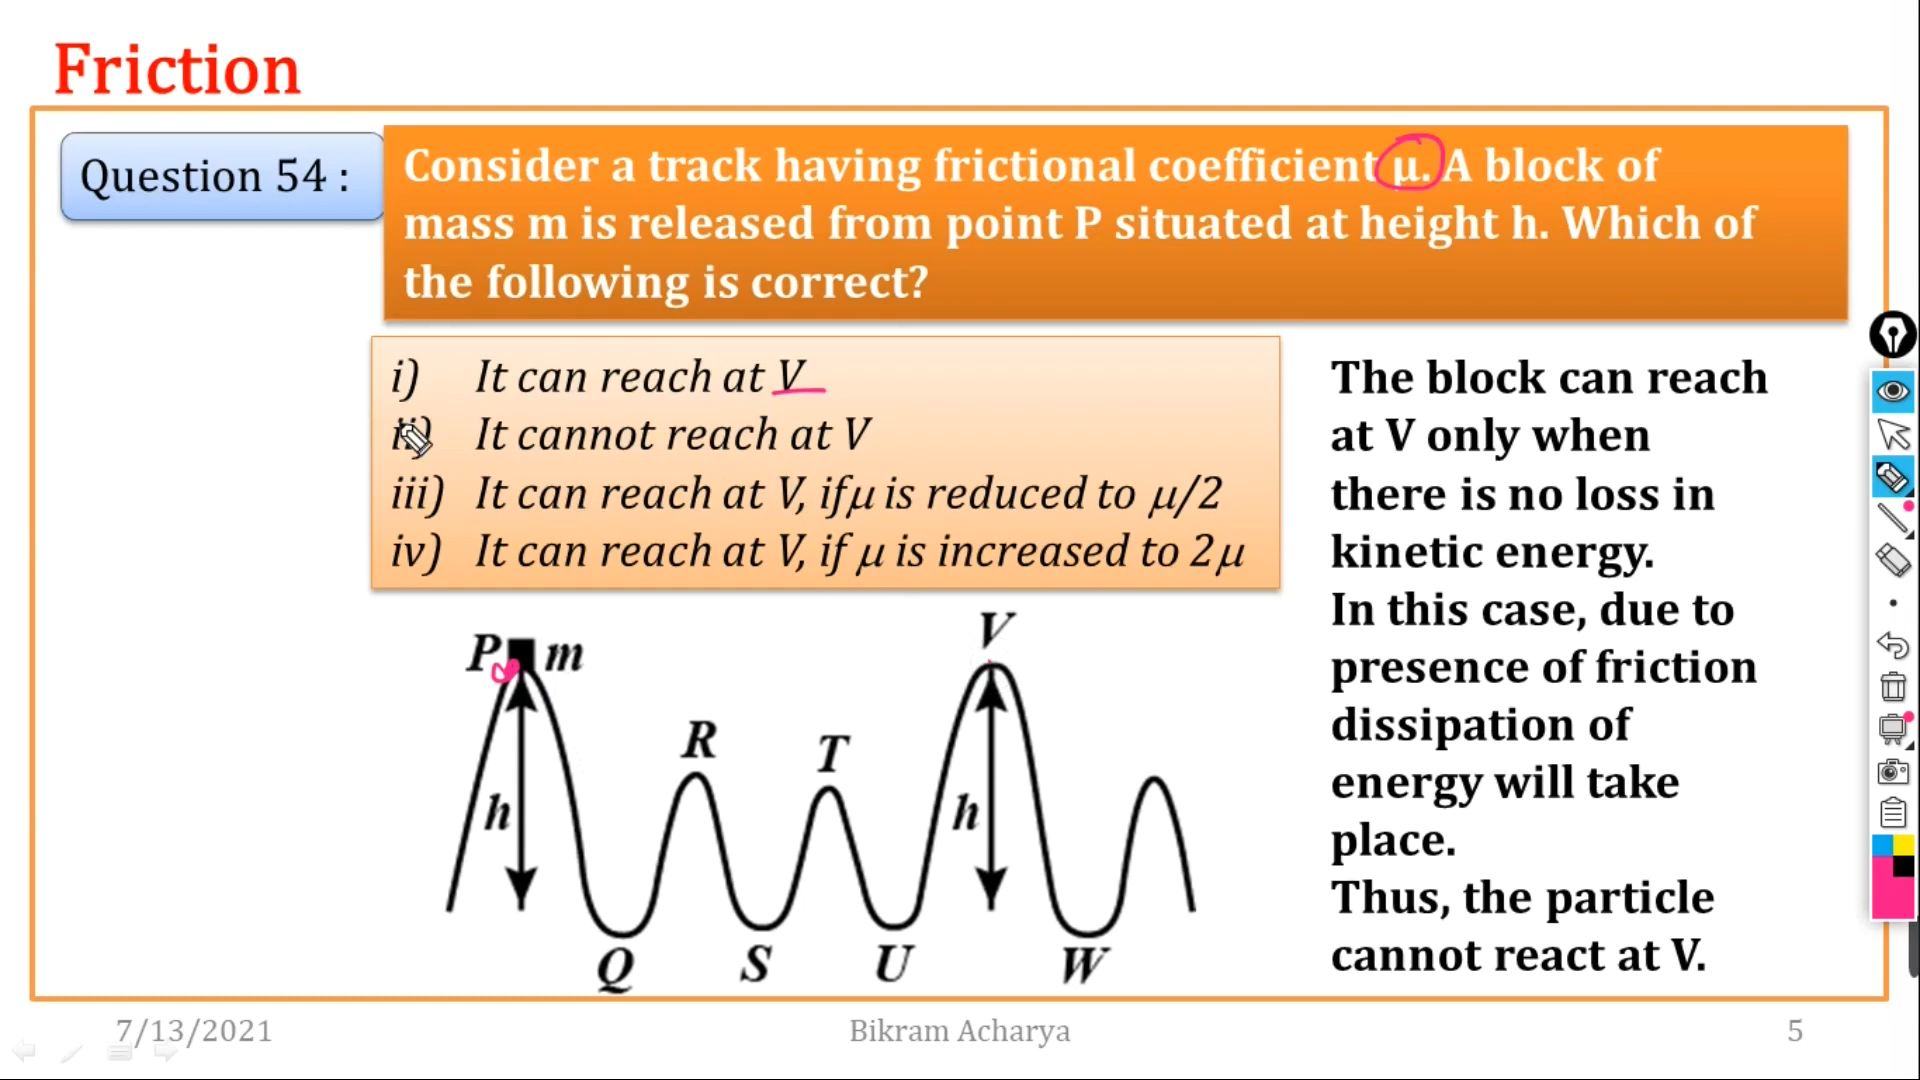 Friction
Question 54 :
Consider a track having frictional coefficient μ. A block of
mass m is released from point P situated at height h. Which of
the following is correct?
i) It can reach at V
ii) It cannot reach at V
iii) It can reach at V, ifμ is reduced to μ/2
iv) It can reach at V, if μ is increased to 2μ
The block can reach
at V only when
there is no loss in
kinetic energy.
In this case, due to
presence of friction
dissipation of
energy will take
place.
Thus, the particle
cannot react at V.
P m
V
R
T
h
h
Q
S
U
W
7/13/2021
Bikram Acharya
5